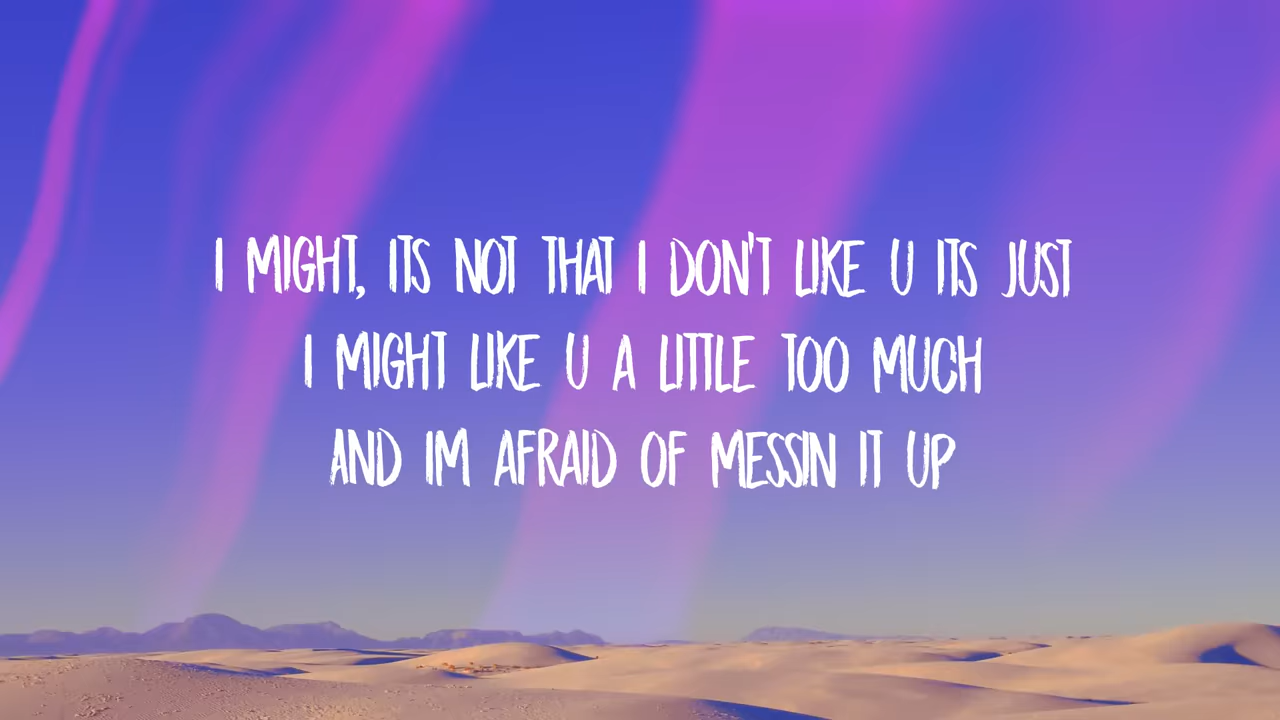 I MIGHT, ITS NOT THAT I DON'T LIKE U ITS JUST
I MIGHT LIKE U A LITTLE TOO MUCH
AND IM AFRAID OF MESSIN IT UP